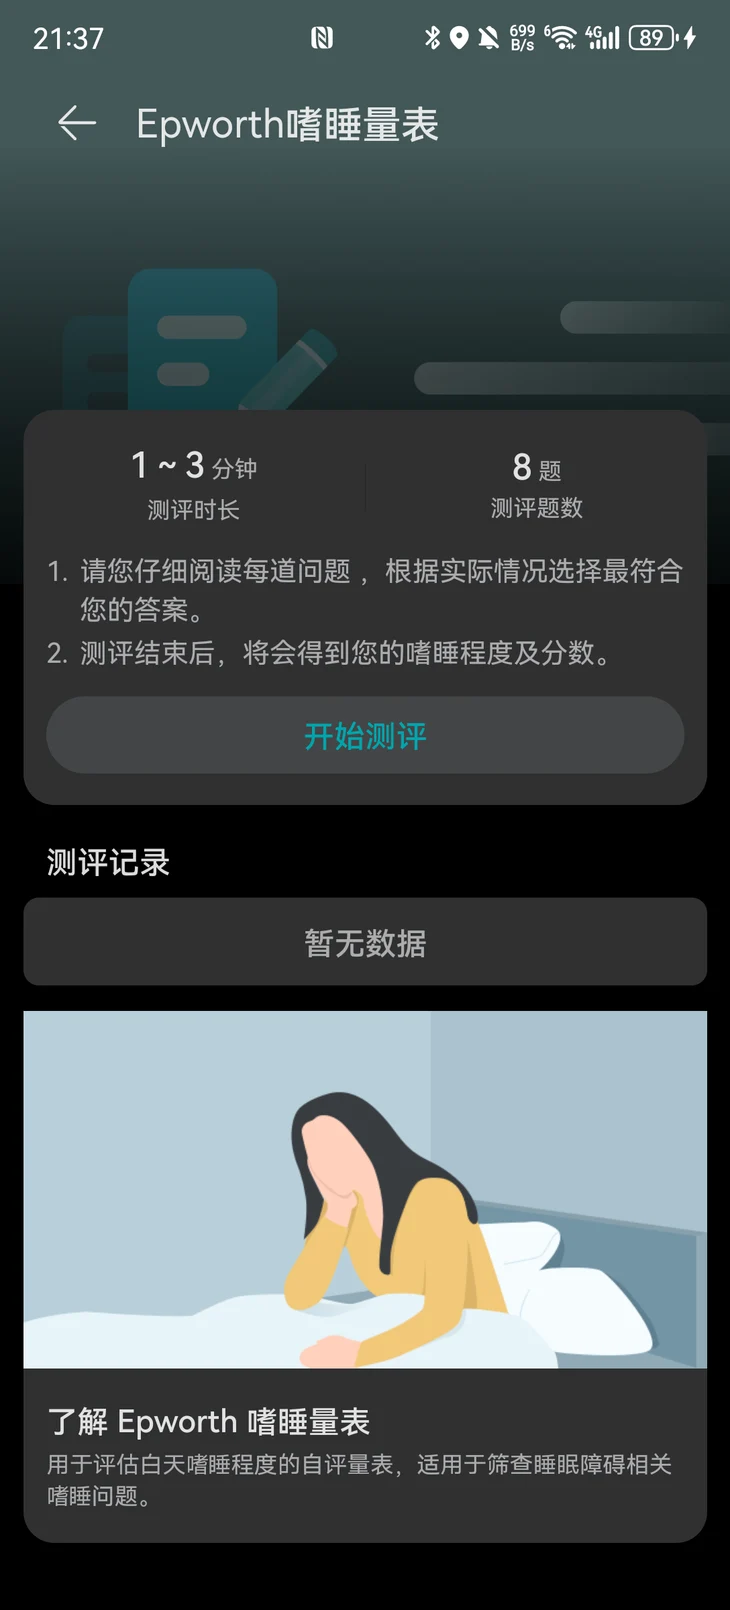 21:37
699 B/s
6
4G
89
Epworth嗜睡量表
1 ~ 3 分钟
8 题
测评时长
测评题数
1. 请您仔细阅读每道问题 ，根据实际情况选择最符合
您的答案。
2. 测评结束后，将会得到您的嗜睡程度及分数。
开始测评
测评记录
暂无数据
了解 Epworth 嗜睡量表
用于评估白天嗜睡程度的自评量表，适用于筛查睡眠障碍相关
嗜睡问题。